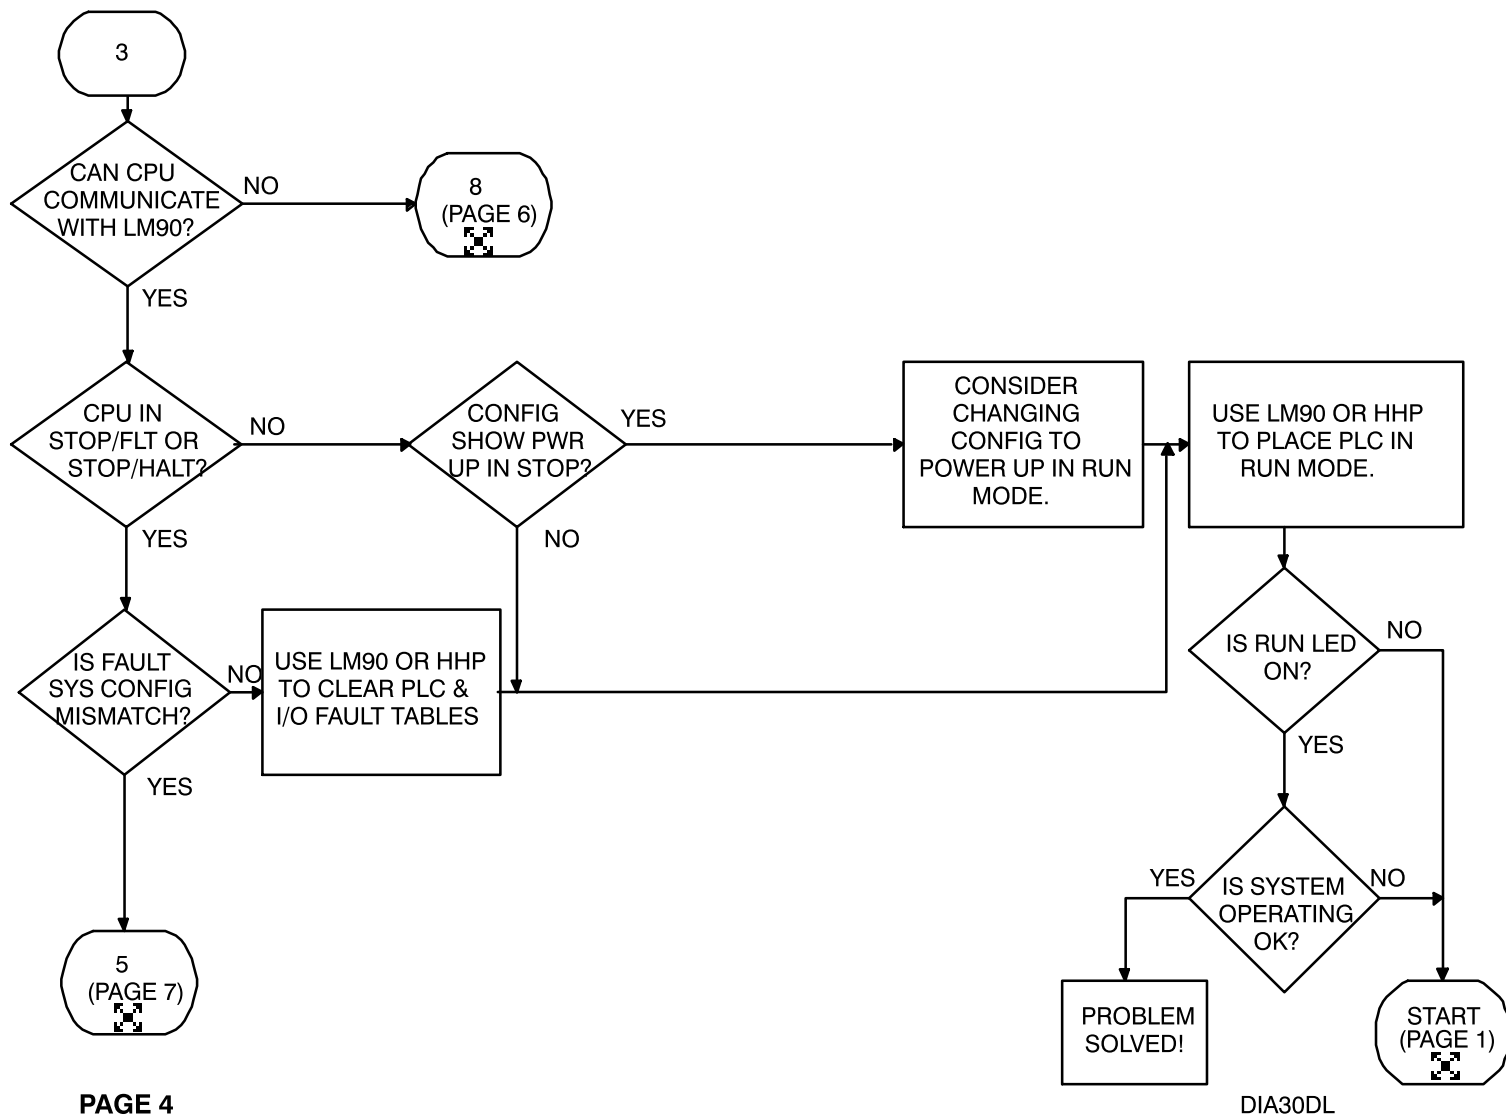 3
CAN CPU
COMMUNICATE
WITH LM90?
NO
8
(PAGE 6)
YES
CPU IN
STOP/FLT OR
STOP/HALT?
NO
CONFIG
SHOW PWR
UP IN STOP?
YES
CONSIDER
CHANGING
CONFIG TO
POWER UP IN RUN
MODE.
USE LM90 OR HHP
TO PLACE PLC IN
RUN MODE.
YES
NO
IS FAULT
SYS CONFIG
MISMATCH?
NO
USE LM90 OR HHP
TO CLEAR PLC &
I/O FAULT TABLES
IS RUN LED
ON?
NO
YES
YES
IS SYSTEM
OPERATING
OK?
YES
NO
5
(PAGE 7)
PROBLEM
SOLVED!
START
(PAGE 1)
PAGE 4
DIA30DL